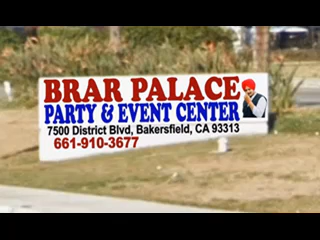 BRAR PALACE
PARTY & EVENT CENTER
7500 District Blvd, Bakersfield, CA 93313
661-910-3677